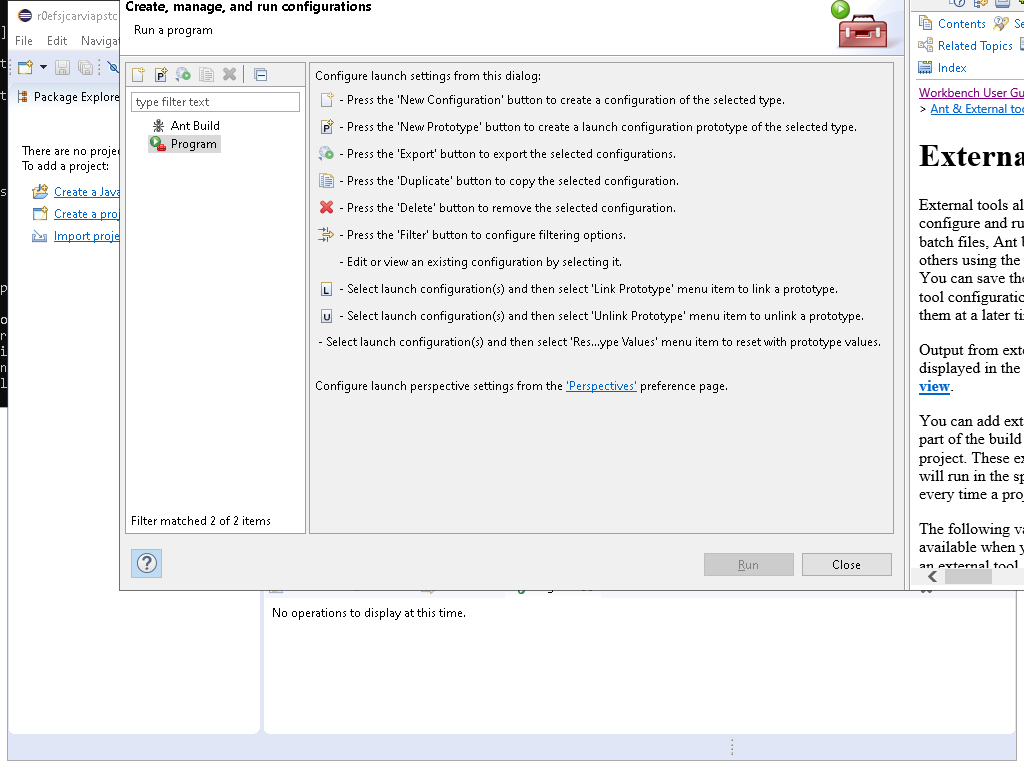 Create, manage, and run configurations
Run a program
r0efsjcarviapstc
File Edit Naviga
Package Explore
There are no proje
To add a project:
Create a Java
Create a proj
Import proje
type filter text
Ant Build
Program
Filter matched 2 of 2 items
Configure launch settings from this dialog:
- Press the 'New Configuration' button to create a configuration of the selected type.
- Press the 'New Prototype' button to create a launch configuration prototype of the selected type.
- Press the 'Export' button to export the selected configurations.
- Press the 'Duplicate' button to copy the selected configuration.
- Press the 'Delete' button to remove the selected configuration.
- Press the 'Filter' button to configure filtering options.
- Edit or view an existing configuration by selecting it.
L - Select launch configuration(s) and then select 'Link Prototype' menu item to link a prototype.
U - Select launch configuration(s) and then select 'Unlink Prototype' menu item to unlink a prototype.
- Select launch configuration(s) and then select 'Res...ype Values' menu item to reset with prototype values.
Configure launch perspective settings from the 'Perspectives' preference page.
Run Close
No operations to display at this time.
Contents Se
Related Topics
Index
Workbench User Gu
> Ant & External too
Externa
External tools al
configure and ru
batch files, Ant b
others using the
You can save the
tool configuratio
them at a later ti
Output from exte
displayed in the
view.
You can add exte
part of the build
project. These ex
will run in the sp
every time a proj
The following va
available when y
an external tool